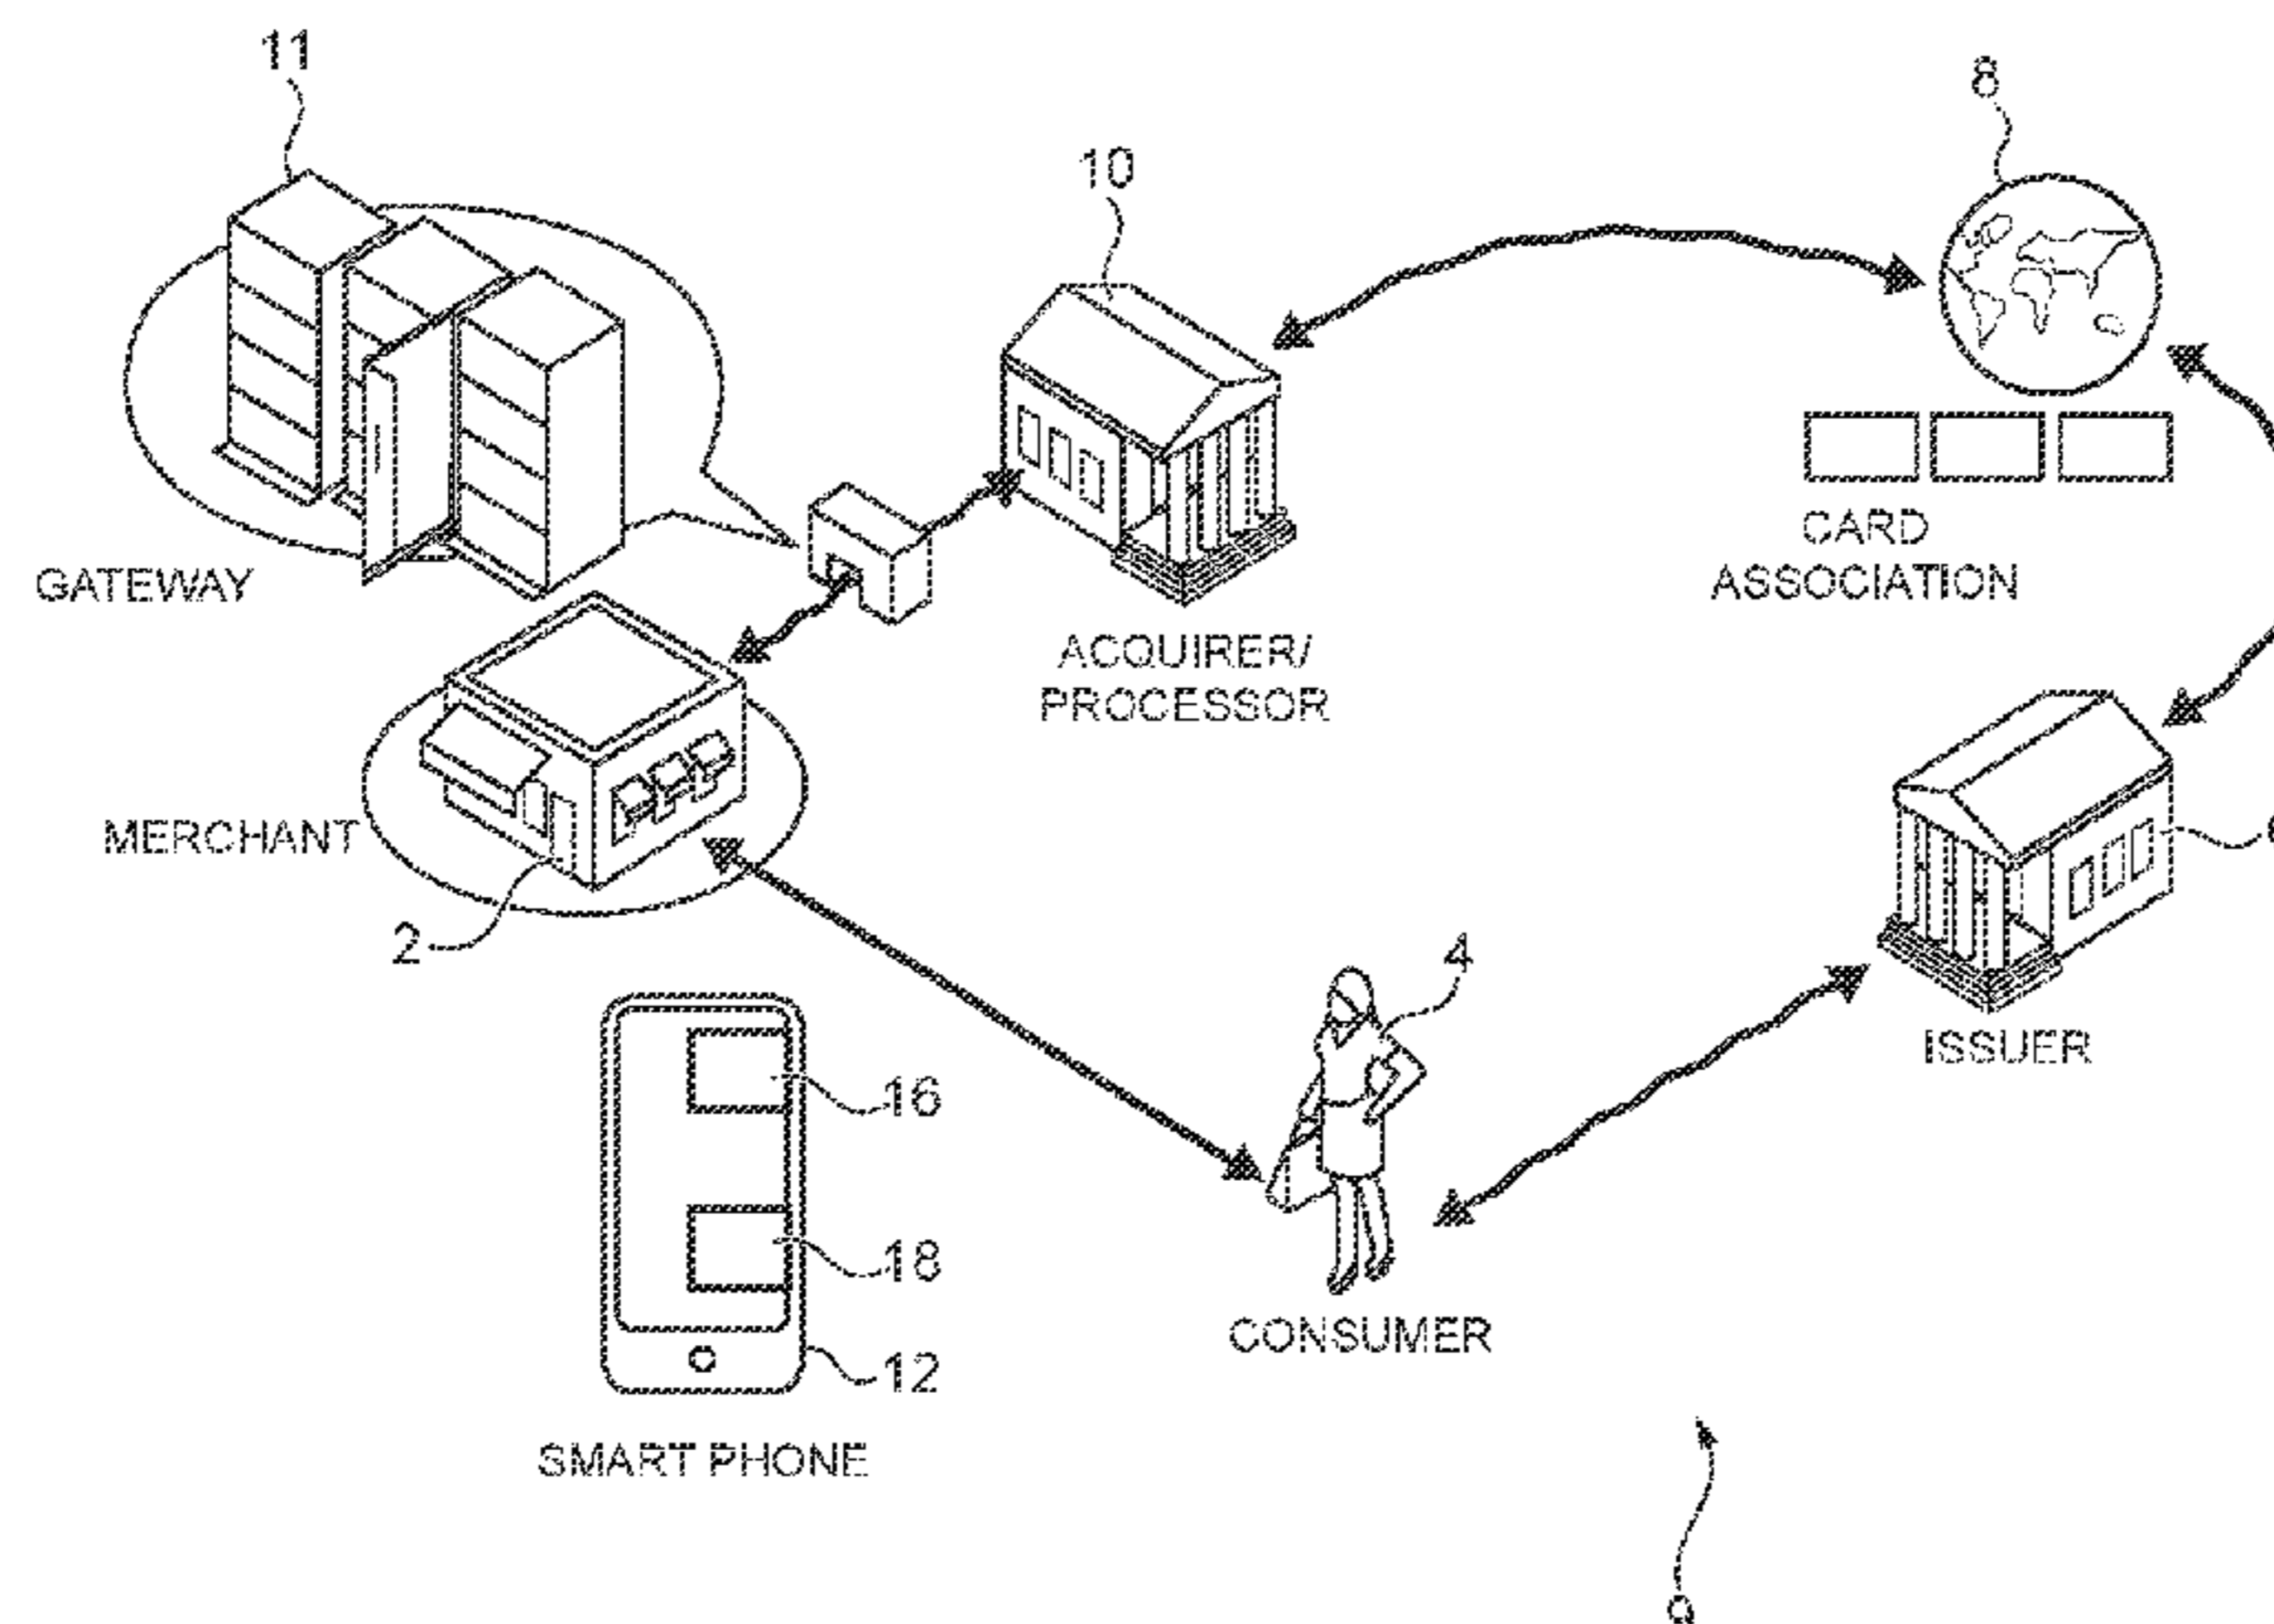 11
8
10
GATEWAY
CARD
ASSOCIATION
ACQUIRER/
PROCESSOR
MERCHANT
2
4
ISSUER
16
18
CONSUMER
12
SMART PHONE